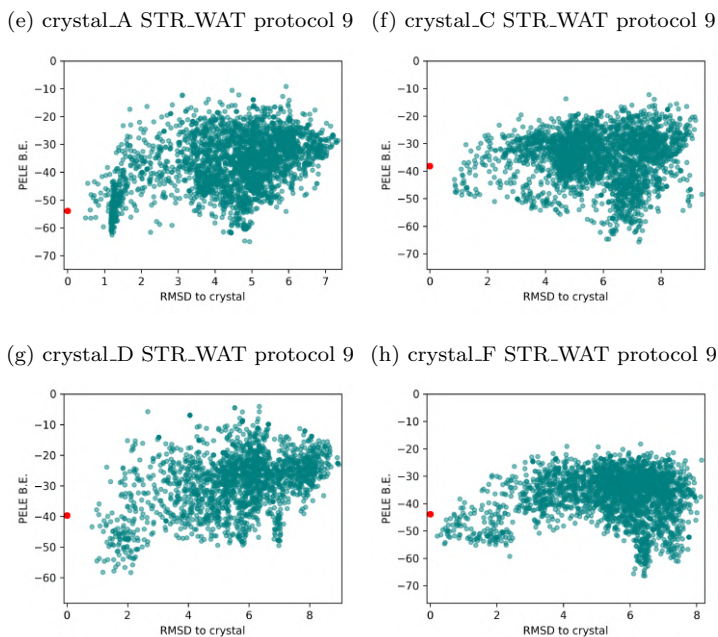 (e) crystal_A STR_WAT protocol 9 (f) crystal_C STR_WAT protocol 9
0
−10
−20
−30
−40
−50
−60
−70
PELE B.E.
0 1 2 3 4 5 6 7
RMSD to crystal
0
−10
−20
−30
−40
−50
−60
−70
PELE B.E.
0 2 4 6 8
RMSD to crystal
(g) crystal_D STR_WAT protocol 9 (h) crystal_F STR_WAT protocol 9
0
−10
−20
−30
−40
−50
−60
PELE B.E.
0 2 4 6 8
RMSD to crystal
0
−10
−20
−30
−40
−50
−60
−70
PELE B.E.
0 2 4 6 8
RMSD to crystal